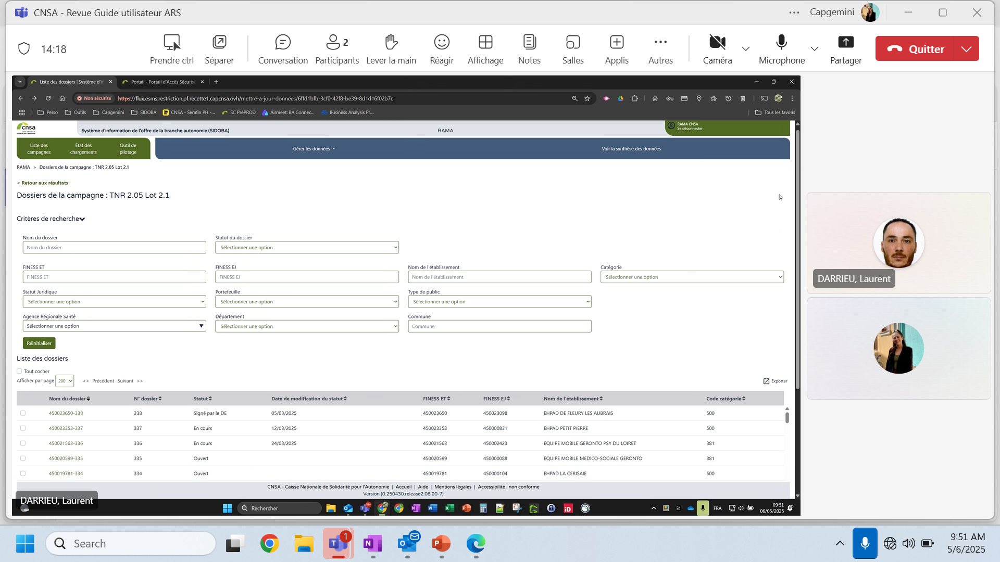 CNSA - Revue Guide utilisateur ARS
Capgemini
14:18
Prendre ctrl
Séparer
Conversation
2
Participants
Lever la main
Réagir
Affichage
Notes
Salles
Applis
Autres
Caméra
Microphone
Partager
Quitter
Liste des dossiers | Système d'in
Portail - Portail d'Accès Sécuris
Non sécurisé
https://flux.esms.restriction.pf.recette1.capcnsa.ovh/mettre-a-jour-donnees/6ffd1bfb-3cf0-42f8-be39-8d1d16f02b7c
Perso
Outils
Capgemini
SIDOBA
CNSA - Serafin PH -...
SC PrePROD
Airmeet: BA Connec...
Business Analysis Pr...
Tous les favoris
cnsa
Système d'information de l'offre de la branche autonomie (SIDOBA)
RAMA
RAMA CNSA
Se déconnecter
Liste des campagnes
État des chargements
Outil de pilotage
Gérer les données
Voir la synthèse des données
RAMA > Dossiers de la campagne : TNR 2.05 Lot 2.1
< Retour aux résultats
Dossiers de la campagne : TNR 2.05 Lot 2.1
Critères de recherche
Nom du dossier
Nom du dossier
Statut du dossier
Sélectionner une option
FINESS ET
FINESS ET
FINESS EJ
FINESS EJ
Nom de l'établissement
Nom de l'établissement
Catégorie
Sélectionner une option
Statut Juridique
Sélectionner une option
Portefeuille
Sélectionner une option
Type de public
Sélectionner une option
Agence Régionale Santé
Sélectionner une option
Département
Sélectionner une option
Commune
Commune
Réinitialiser
Liste des dossiers
Tout cocher
Afficher par page 200 << Précédent Suivant >>
Exporter
Nom du dossier N° dossier Statut Date de modification du statut FINESS ET FINESS EJ Nom de l'établissement Code catégorie
450023650-338 338 Signé par le DE 05/03/2025 450023650 450023098 EHPAD DE FLEURY LES AUBRAIS 500
450023353-337 337 En cours 12/03/2025 450023353 450000831 EHPAD PETIT PIERRE 500
450021563-336 336 En cours 24/03/2025 450021563 450002423 EQUIPE MOBILE GERONTO PSY DU LOIRET 381
450020599-335 335 Ouvert 450020599 450000088 EQUIPE MOBILE MEDICO-SOCIALE GERONTO 381
450019781-334 334 Ouvert 450019781 450000104 EHPAD LA CERISAIE 500
CNSA - Caisse Nationale de Solidarité pour l'Autonomie | Accueil | Aide | Mentions légales | Accessibilité : non conforme
Version [0.250430.release2.08.00-7]
DARRIEU, Laurent
Rechercher
9+
FRA
09:51
06/05/2025
DARRIEU, Laurent
Search
1
9:51 AM
5/6/2025